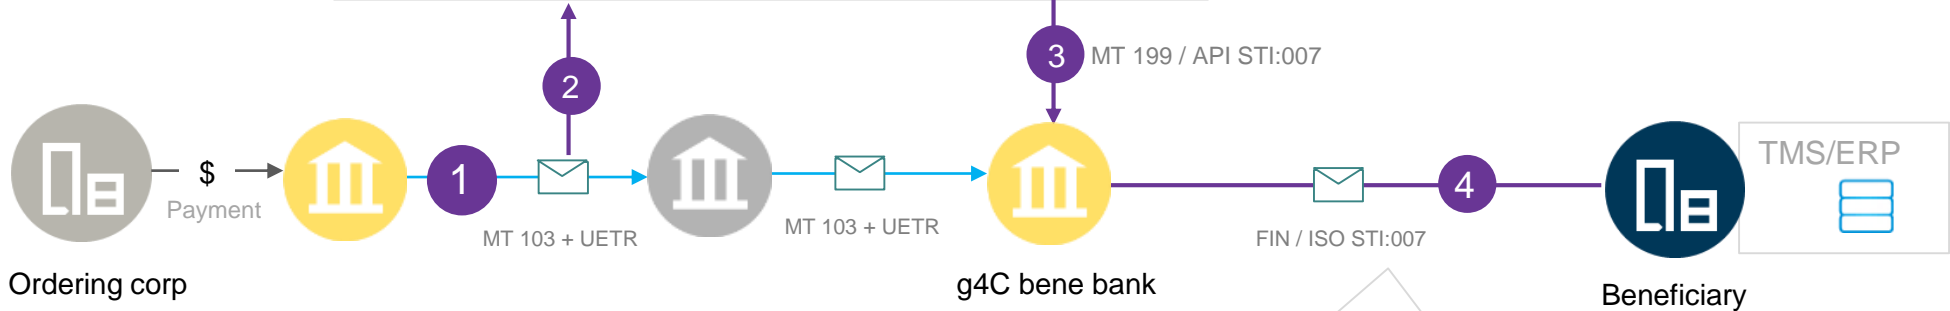 2
3
MT 199 / API STI:007
$
Payment
1
MT 103 + UETR
MT 103 + UETR
4
FIN / ISO STI:007
TMS/ERP
Ordering corp
g4C bene bank
Beneficiary